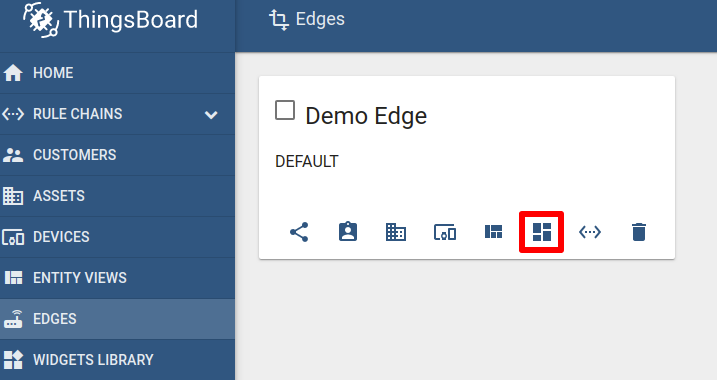 ThingsBoard
Edges
HOME
RULE CHAINS
CUSTOMERS
ASSETS
DEVICES
ENTITY VIEWS
EDGES
WIDGETS LIBRARY
Demo Edge
DEFAULT